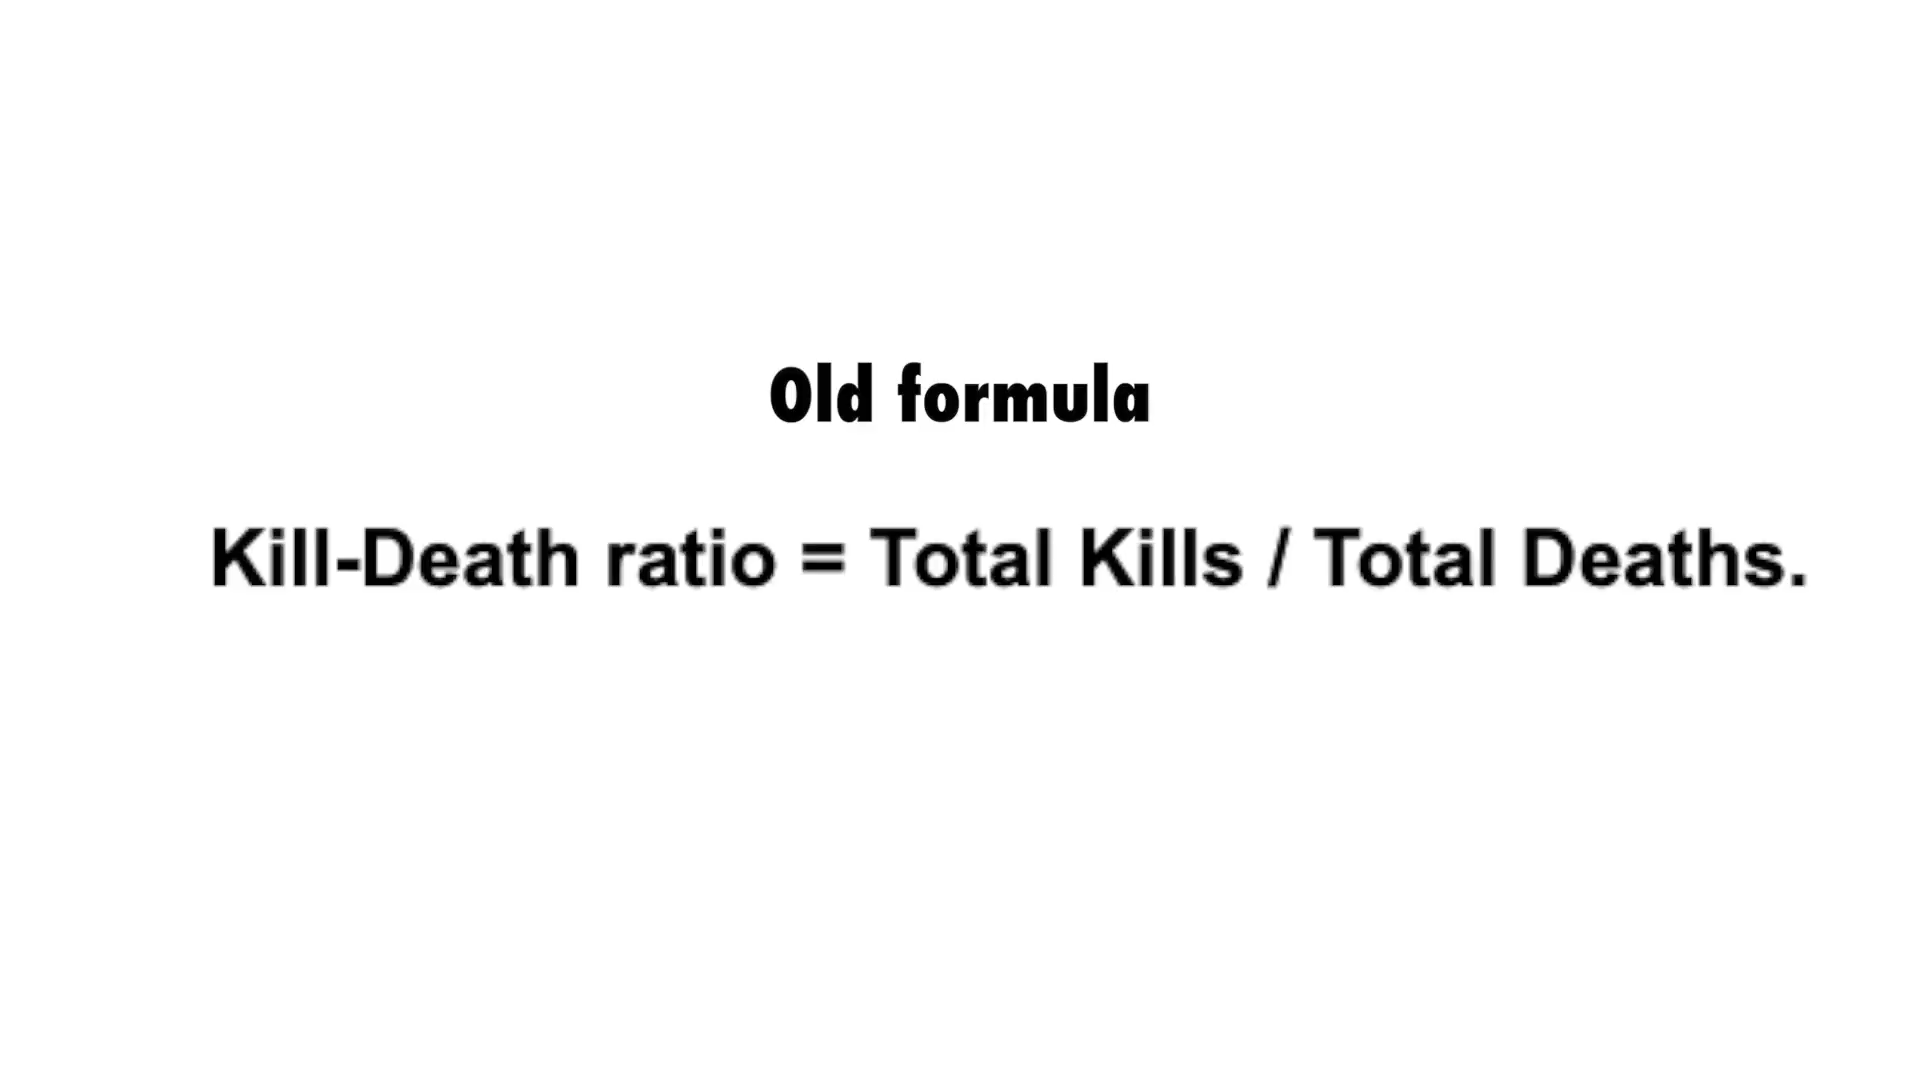 Old formula
Kill-Death ratio = Total Kills / Total Deaths.